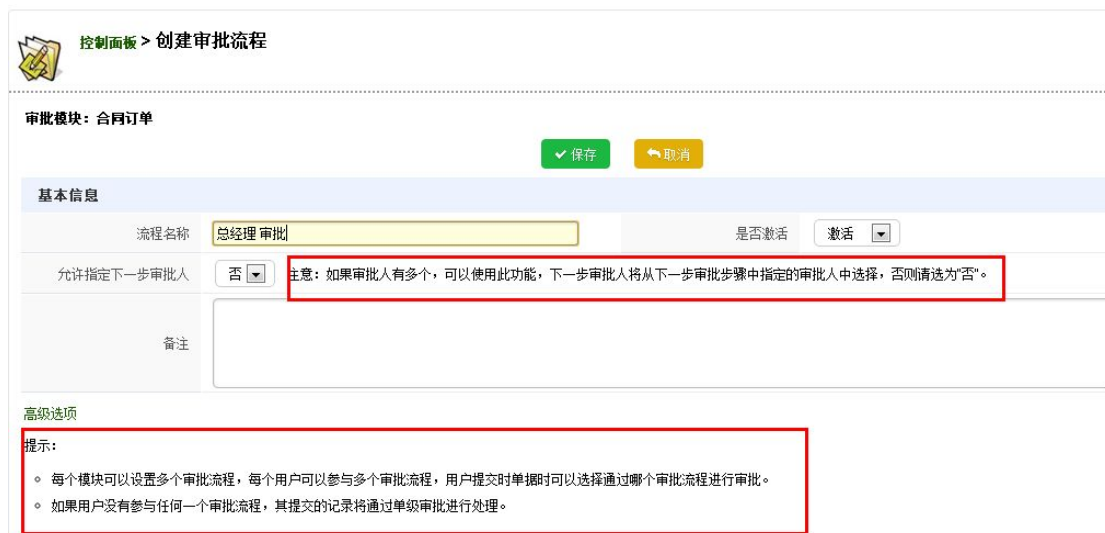 控制面板 > 创建审批流程
审批模块：合同订单
保存 取消
基本信息
流程名称 总经理审批 是否激活 激活
允许指定下一步审批人 否 注意：如果审批人有多个，可以使用此功能，下一步审批人将从下一步审批步骤中指定的审批人中选择，否则请选为"否"。
备注
高级选项
提示：
每个模块可以设置多个审批流程，每个用户可以参与多个审批流程，用户提交时单据时可以选择通过哪个审批流程进行审批。
如果用户没有参与任何一个审批流程，其提交的记录将通过单级审批进行处理。